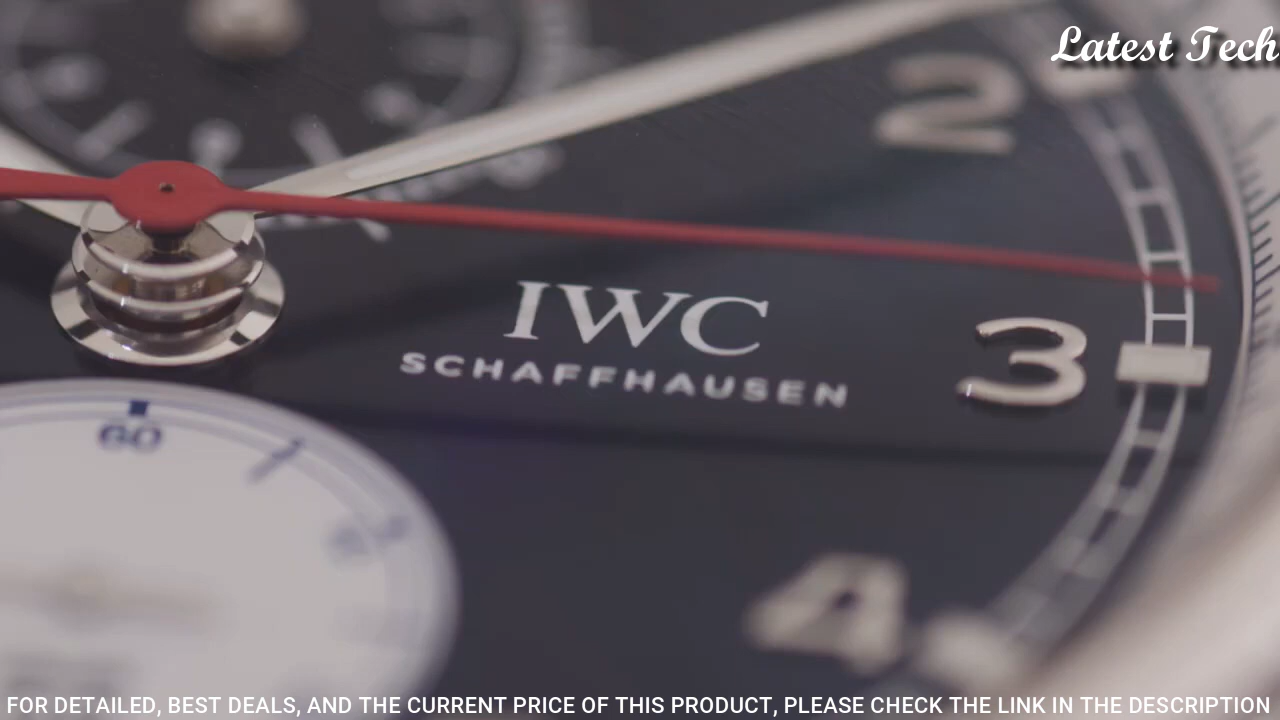 Latest Tech
2
IWC
SCHAFFHAUSEN
3
60
4
FOR DETAILED, BEST DEALS, AND THE CURRENT PRICE OF THIS PRODUCT, PLEASE CHECK THE LINK IN THE DESCRIPTION